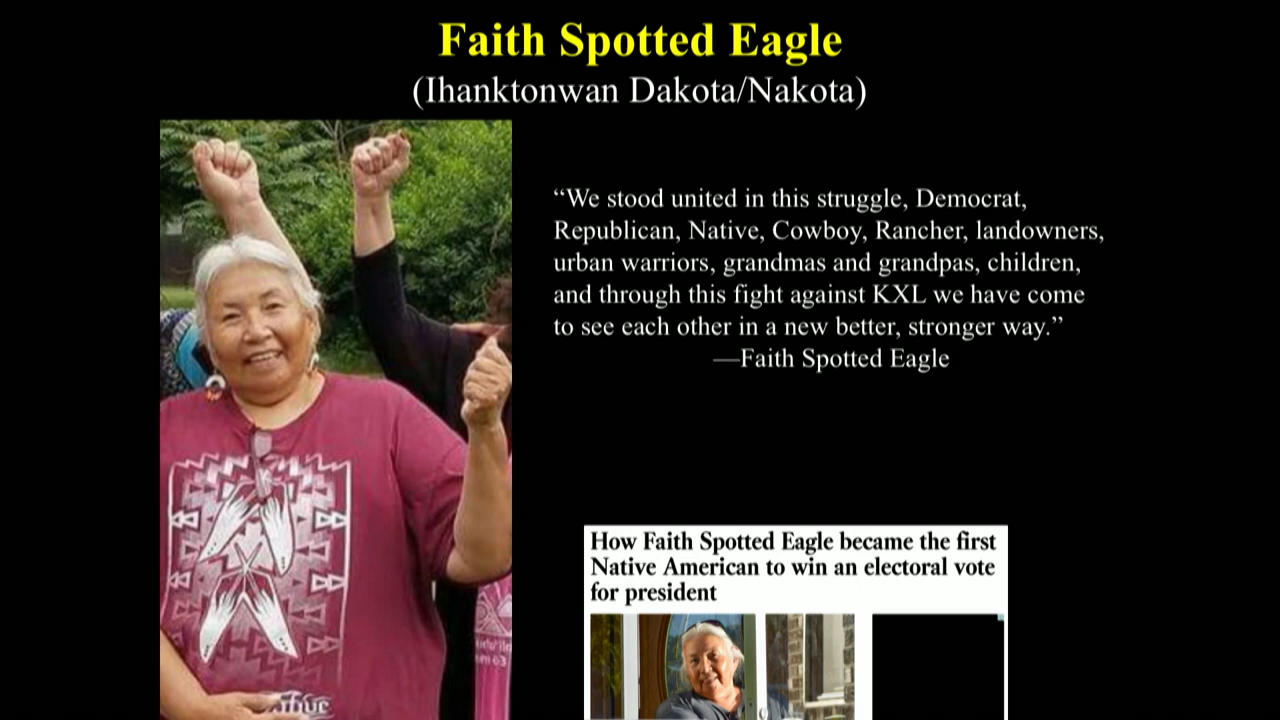 Faith Spotted Eagle
(Ihanktonwan Dakota/Nakota)
“We stood united in this struggle, Democrat,
Republican, Native, Cowboy, Rancher, landowners,
urban warriors, grandmas and grandpas, children,
and through this fight against KXL we have come
to see each other in a new better, stronger way.”
—Faith Spotted Eagle
How Faith Spotted Eagle became the first
Native American to win an electoral vote
for president